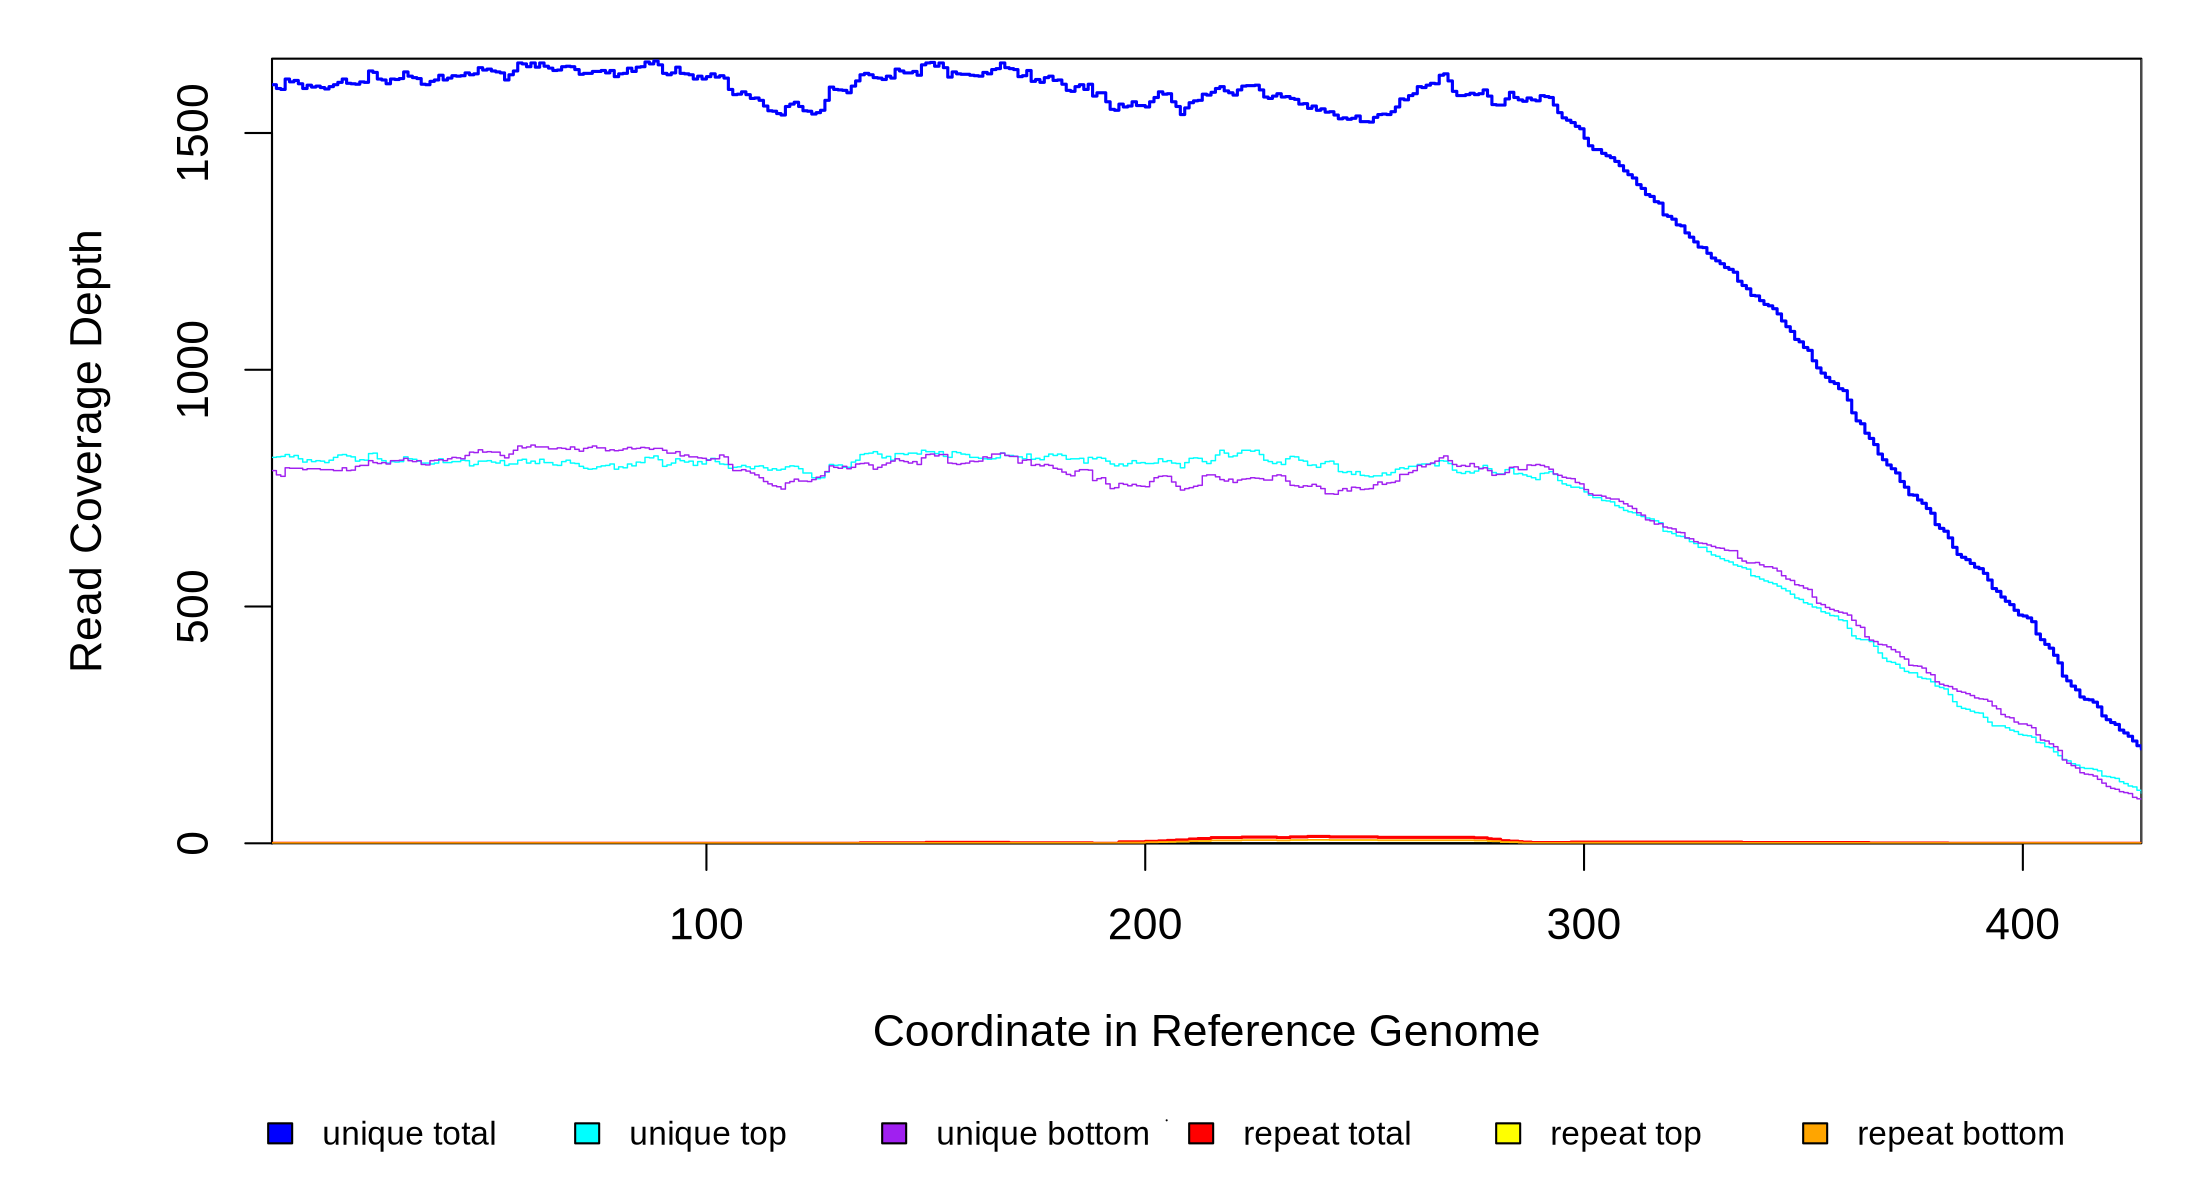 Read Coverage Depth
1500
1000
500
0
100 200 300 400
Coordinate in Reference Genome
unique total unique top unique bottom repeat total repeat top repeat bottom